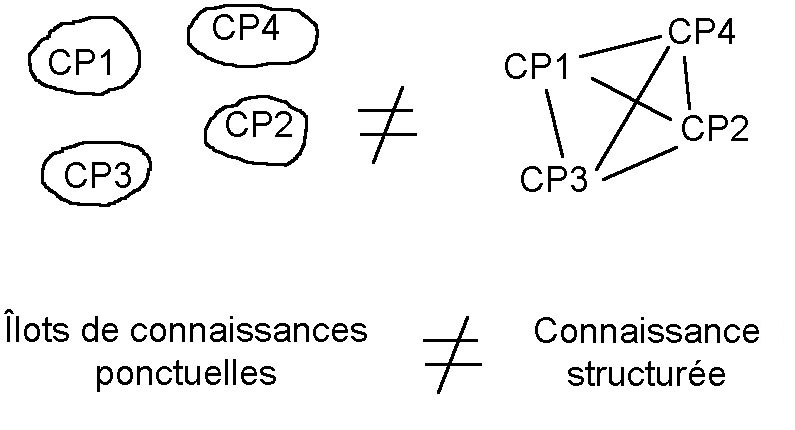 CP1
CP4
CP2
CP3
≠
CP1
CP4
CP2
CP3
Îlots de connaissances
ponctuelles
≠
Connaissance
structurée